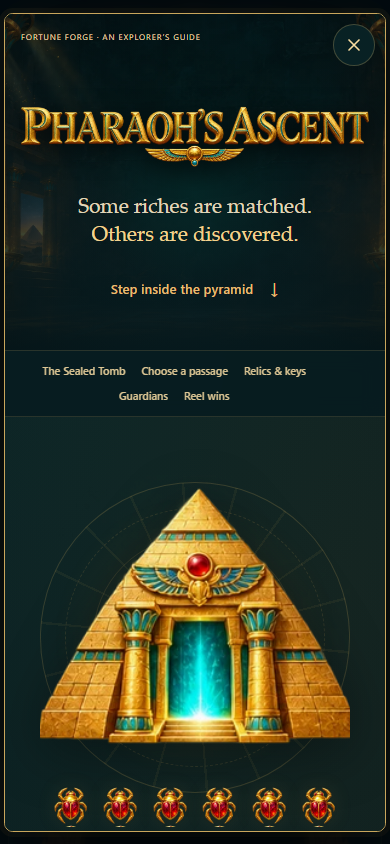 FORTUNE FORGE · AN EXPLORER'S GUIDE
PHARAOH'S ASCENT
Some riches are matched.
Others are discovered.
Step inside the pyramid ↓
The Sealed Tomb Choose a passage Relics & keys
Guardians Reel wins